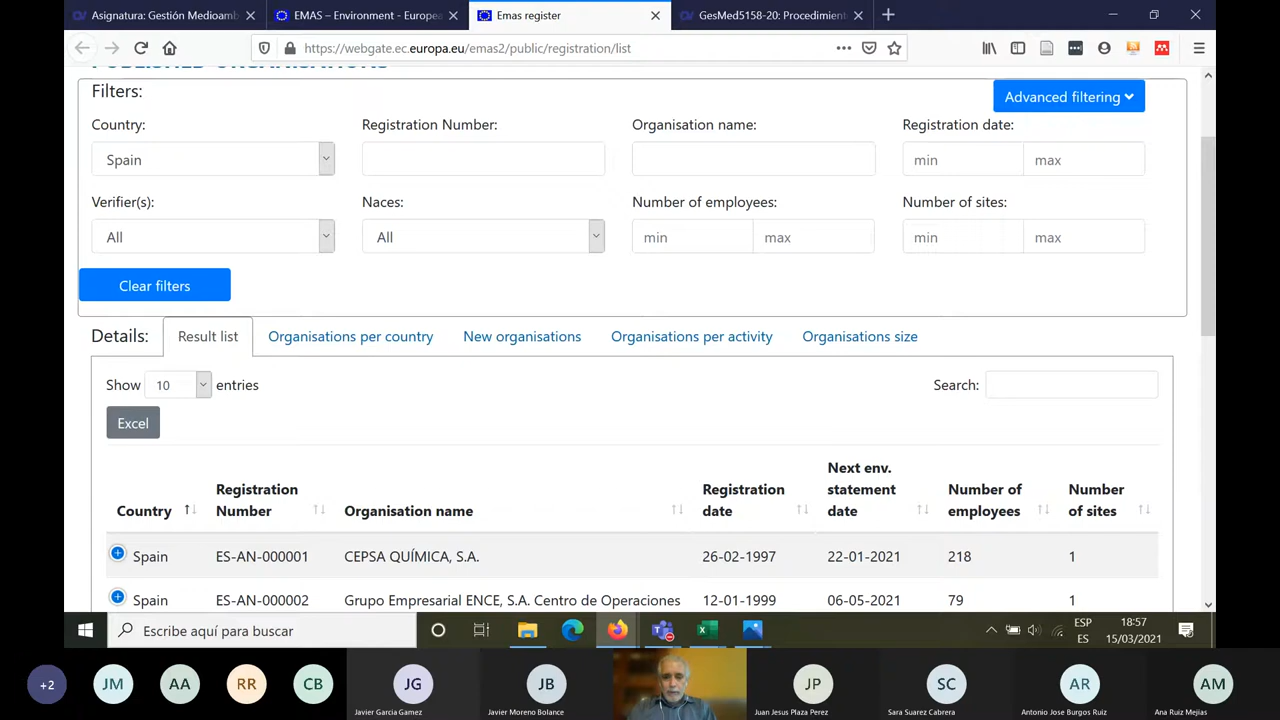 Asignatura: Gestión Medioamb
EMAS – Environment - Europea
Emas register
GesMed5158-20: Procedimient
https://webgate.ec.europa.eu/emas2/public/registration/list
PUBLISHED ORGANISATIONS
Filters:
Advanced filtering
Country:
Registration Number:
Organisation name:
Registration date:
Spain
min
max
Verifier(s):
Naces:
Number of employees:
Number of sites:
All
All
min
max
min
max
Clear filters
Details:
Result list
Organisations per country
New organisations
Organisations per activity
Organisations size
Show 10 entries
Search:
Excel
Country
Registration Number
Organisation name
Registration date
Next env. statement date
Number of employees
Number of sites
Spain ES-AN-000001 CEPSA QUÍMICA, S.A. 26-02-1997 22-01-2021 218 1
Spain ES-AN-000002 Grupo Empresarial ENCE, S.A. Centro de Operaciones 12-01-1999 06-05-2021 79 1
Escribe aquí para buscar
ESP
ES
18:57
15/03/2021
+2
JM
AA
RR
CB
JG
Javier Garcia Gamez
JB
Javier Moreno Bolance
JP
Juan Jesus Plaza Perez
SC
Sara Suarez Cabrera
AR
Antonio Jose Burgos Ruiz
AM
Ana Ruiz Mejias